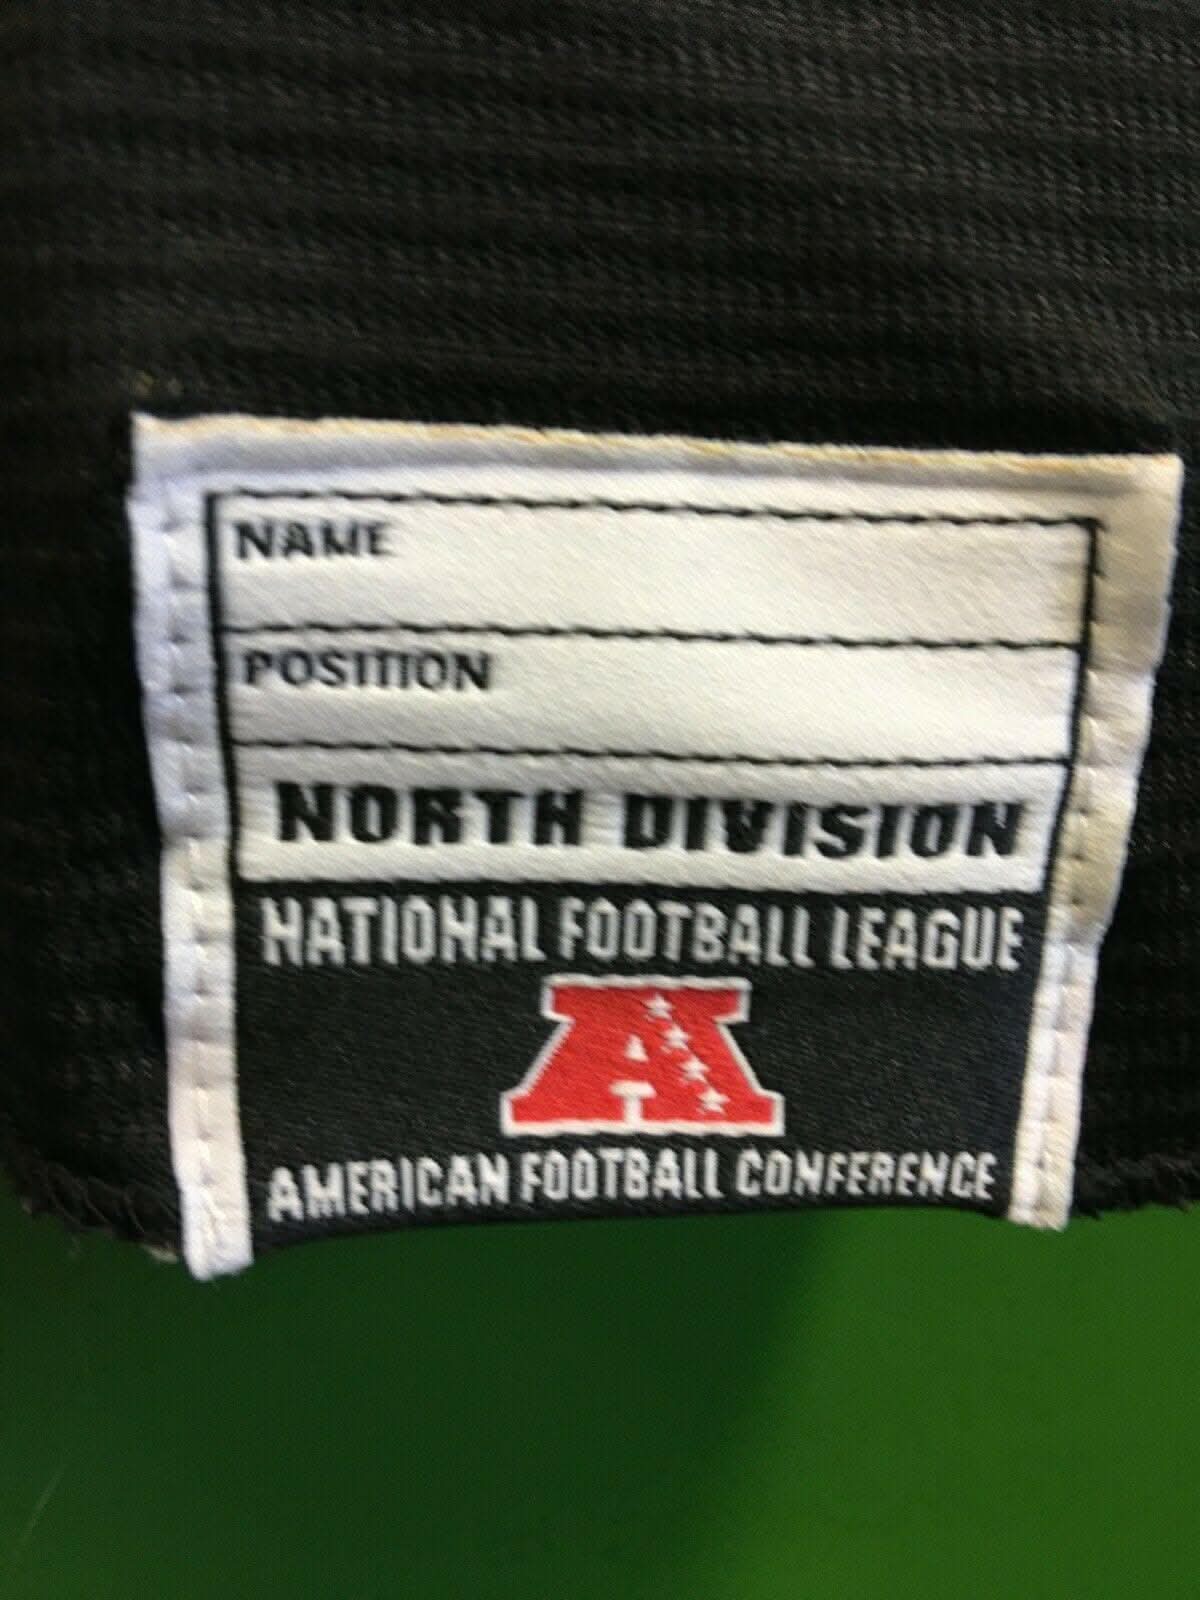 NAME
POSITION
NORTH DIVISION
NATIONAL FOOTBALL LEAGUE
A
AMERICAN FOOTBALL CONFERENCE